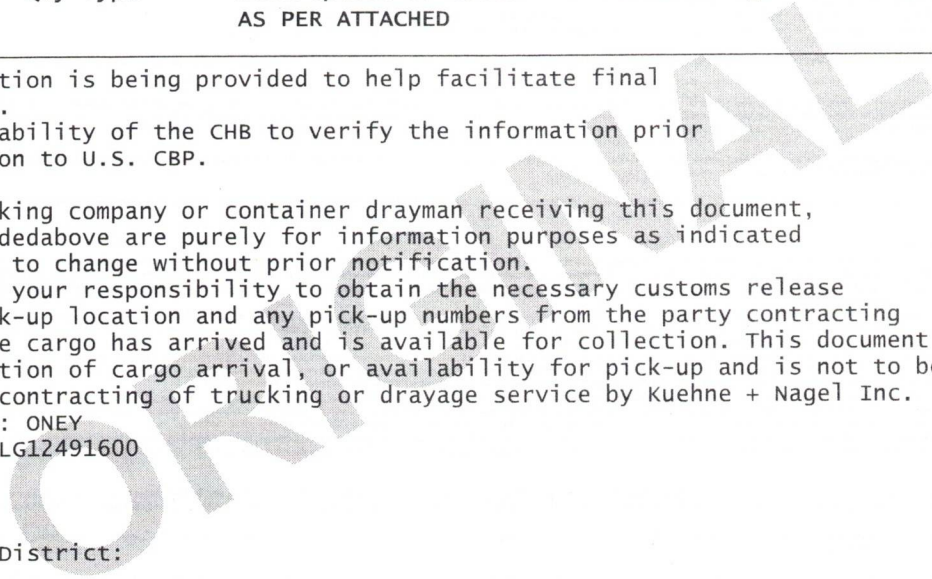 AS PER ATTACHED
tion is being provided to help facilitate final
.
ability of the CHB to verify the information prior
on to U.S. CBP.
king company or container drayman receiving this document,
dedabove are purely for information purposes as indicated
to change without prior notification.
your responsibility to obtain the necessary customs release
k-up location and any pick-up numbers from the party contracting
e cargo has arrived and is available for collection. This document
tion of cargo arrival, or availability for pick-up and is not to be
contracting of trucking or drayage service by Kuehne + Nagel Inc.
: ONEY
LG12491600
District:
ORIGINAL